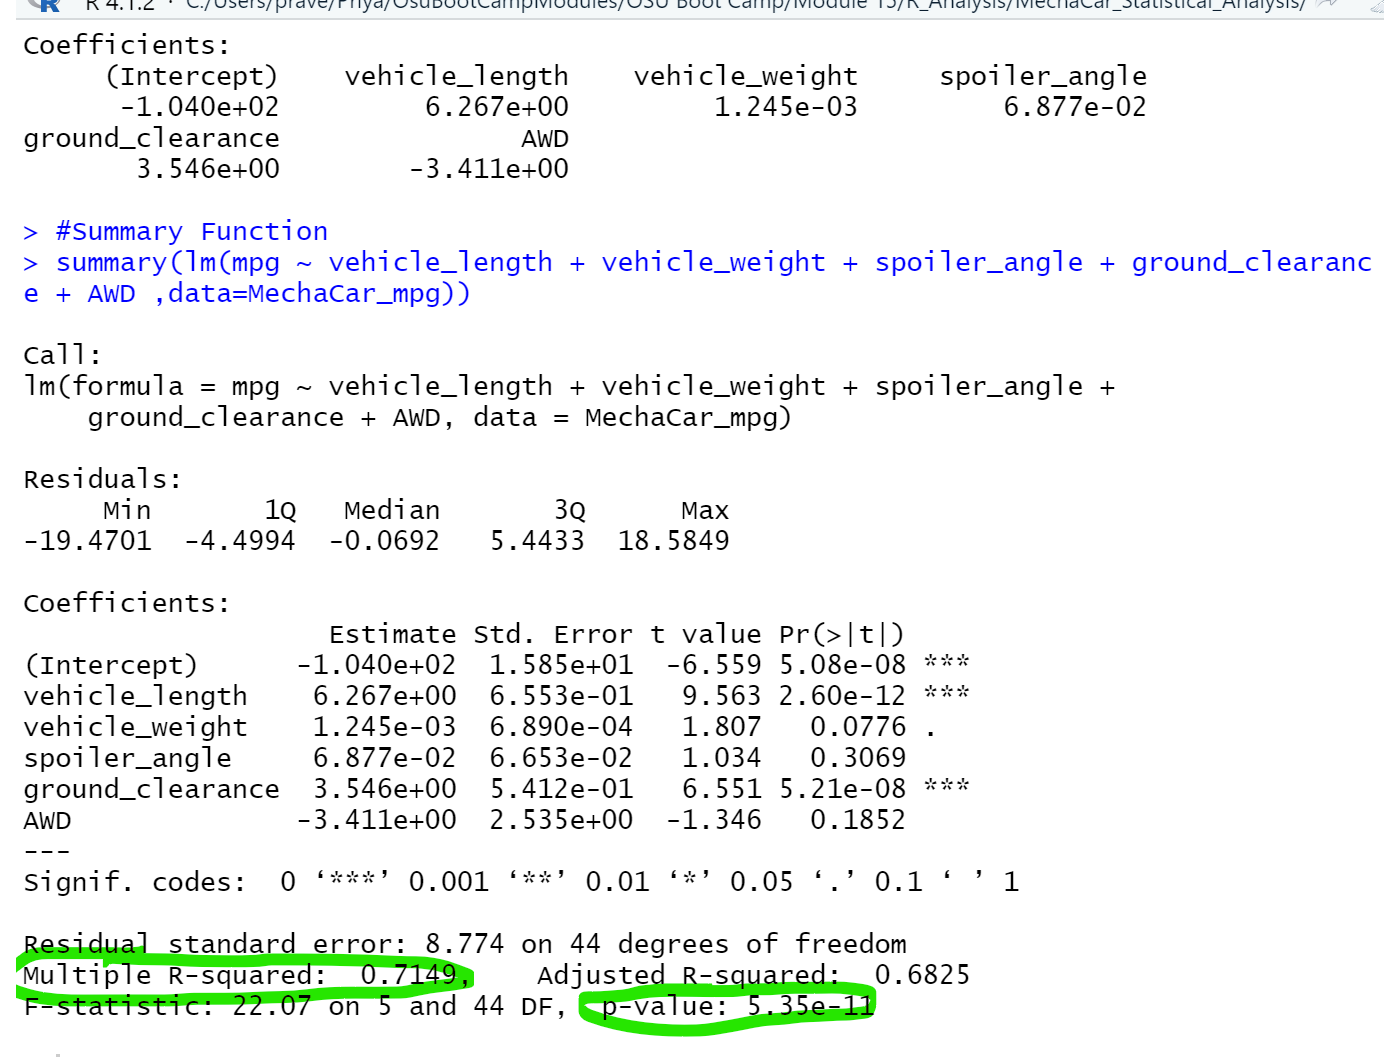 R 4.1.2 · C:/Users/prave/Priya/OsuBootCampModules/OSU Boot Camp/Module 15/R_Analysis/MechaCar_Statistical_Analysis/
Coefficients:
(Intercept) vehicle_length vehicle_weight spoiler_angle
-1.040e+02 6.267e+00 1.245e-03 6.877e-02
ground_clearance AWD
3.546e+00 -3.411e+00
> #Summary Function
> summary(lm(mpg ~ vehicle_length + vehicle_weight + spoiler_angle + ground_clearanc
e + AWD ,data=MechaCar_mpg))
Call:
lm(formula = mpg ~ vehicle_length + vehicle_weight + spoiler_angle +
ground_clearance + AWD, data = MechaCar_mpg)
Residuals:
Min 1Q Median 3Q Max
-19.4701 -4.4994 -0.0692 5.4433 18.5849
Coefficients:
Estimate Std. Error t value Pr(>|t|)
(Intercept) -1.040e+02 1.585e+01 -6.559 5.08e-08 ***
vehicle_length 6.267e+00 6.553e-01 9.563 2.60e-12 ***
vehicle_weight 1.245e-03 6.890e-04 1.807 0.0776 .
spoiler_angle 6.877e-02 6.653e-02 1.034 0.3069
ground_clearance 3.546e+00 5.412e-01 6.551 5.21e-08 ***
AWD -3.411e+00 2.535e+00 -1.346 0.1852
---
Signif. codes: 0 ‘***’ 0.001 ‘**’ 0.01 ‘*’ 0.05 ‘.’ 0.1 ‘ ’ 1
Residual standard error: 8.774 on 44 degrees of freedom
Multiple R-squared: 0.7149, Adjusted R-squared: 0.6825
F-statistic: 22.07 on 5 and 44 DF, p-value: 5.35e-11